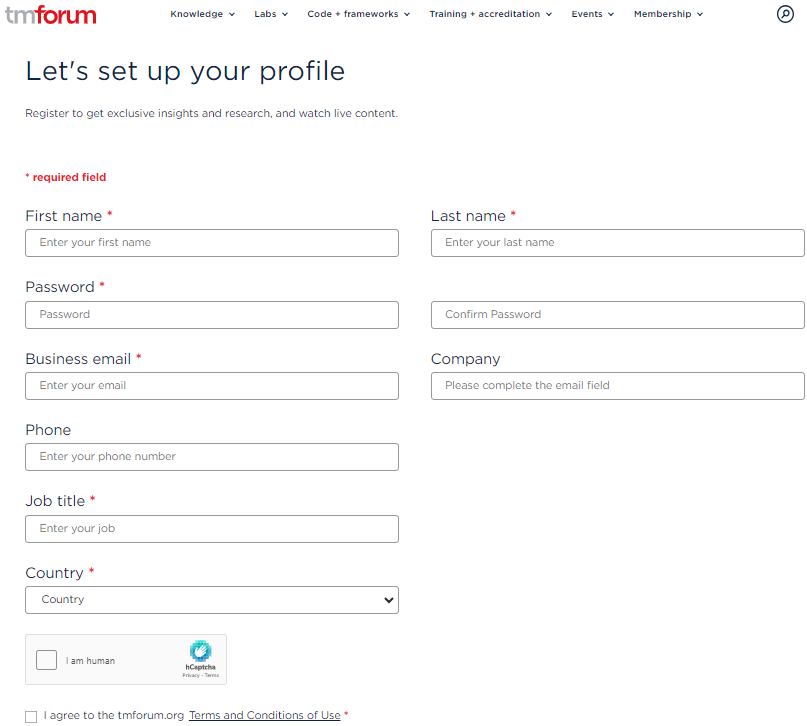 tmforum Knowledge Labs Code + frameworks Training + accreditation Events Membership
Let's set up your profile
Register to get exclusive insights and research, and watch live content.
* required field
First name * Last name *
Enter your first name Enter your last name
Password *
Password Confirm Password
Business email * Company
Enter your email Please complete the email field
Phone
Enter your phone number
Job title *
Enter your job
Country *
Country
I am human
hCaptcha
Privacy - Terms
I agree to the tmforum.org Terms and Conditions of Use *